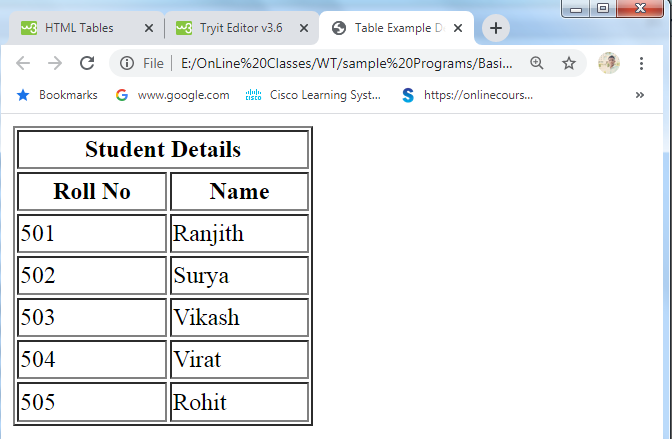 HTML Tables
Tryit Editor v3.6
Table Example D
File | E:/OnLine%20Classes/WT/sample%20Programs/Basi...
Bookmarks
www.google.com
Cisco Learning Syst...
https://onlinecours...
Student Details
Roll No Name
501 Ranjith
502 Surya
503 Vikash
504 Virat
505 Rohit